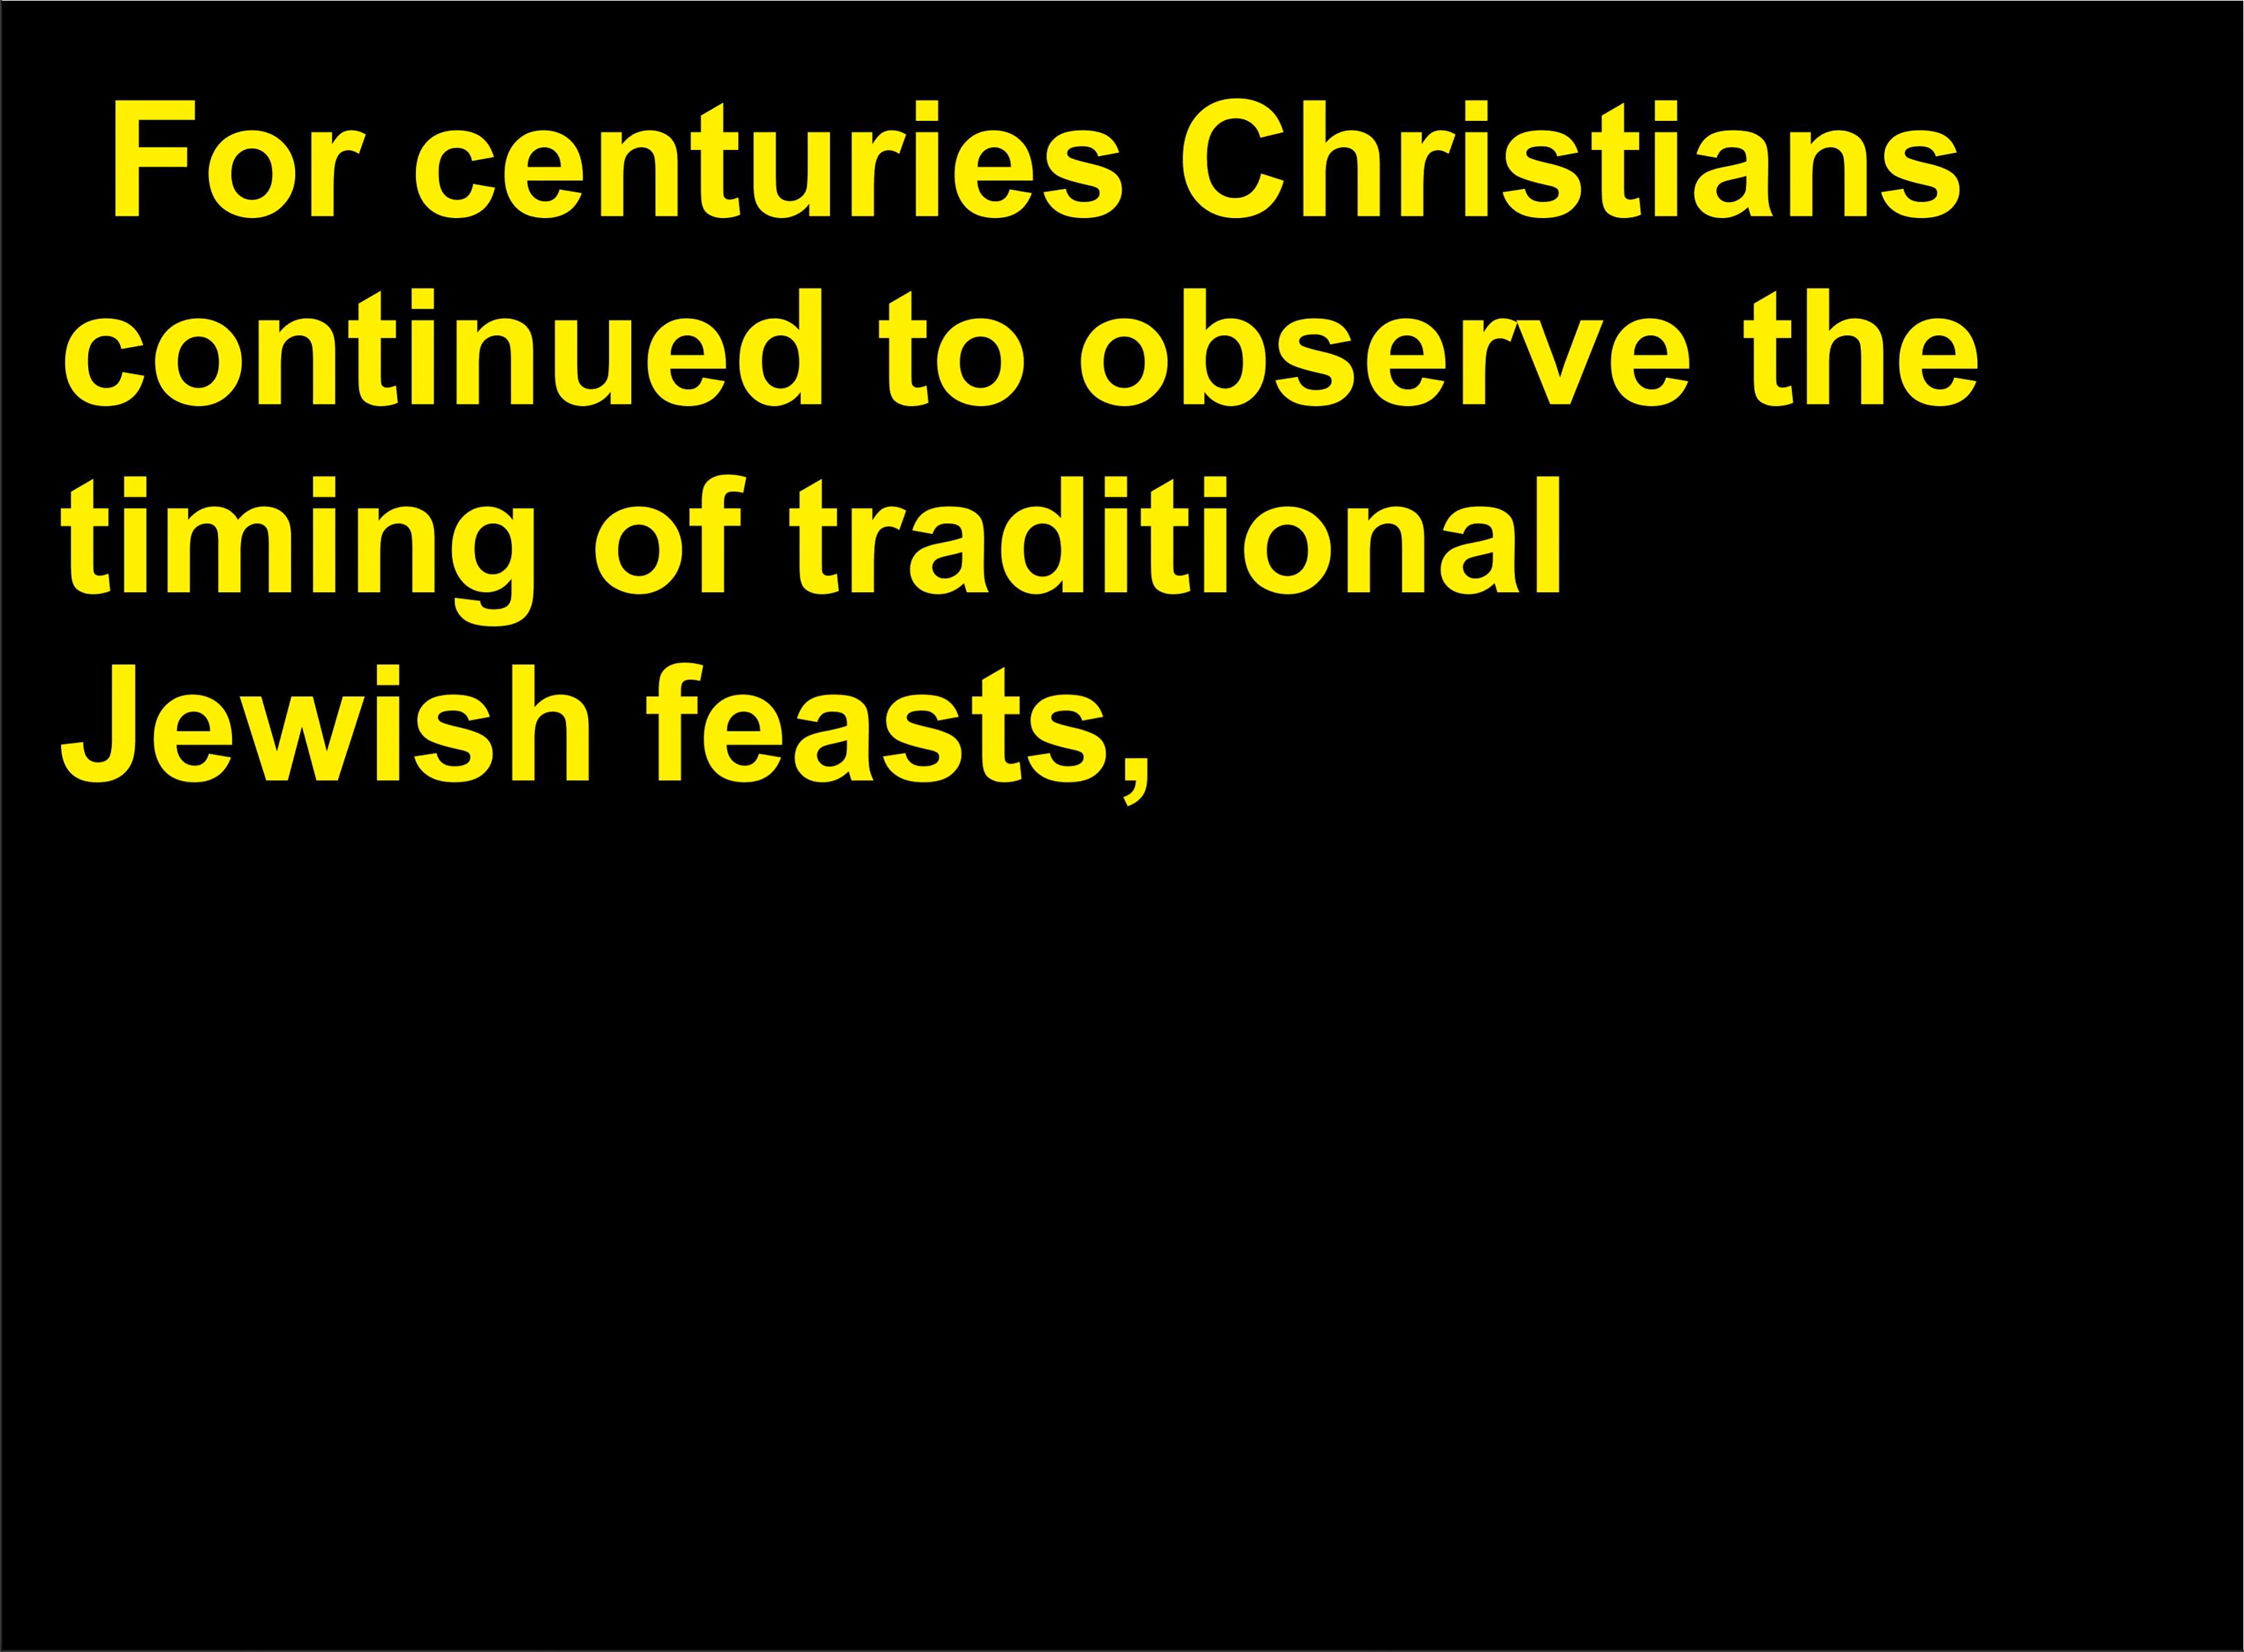 For centuries Christians
continued to observe the
timing of traditional
Jewish feasts,